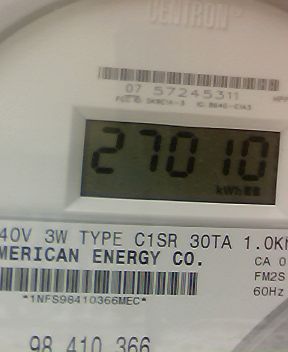 CENTRON
07 57245311
27010
kWh
40V 3W TYPE C1SR 30TA 1.0Kh
MERICAN ENERGY CO.
CA 0
FM2S
60Hz
*1NFS98410366MEC*
98 410 366